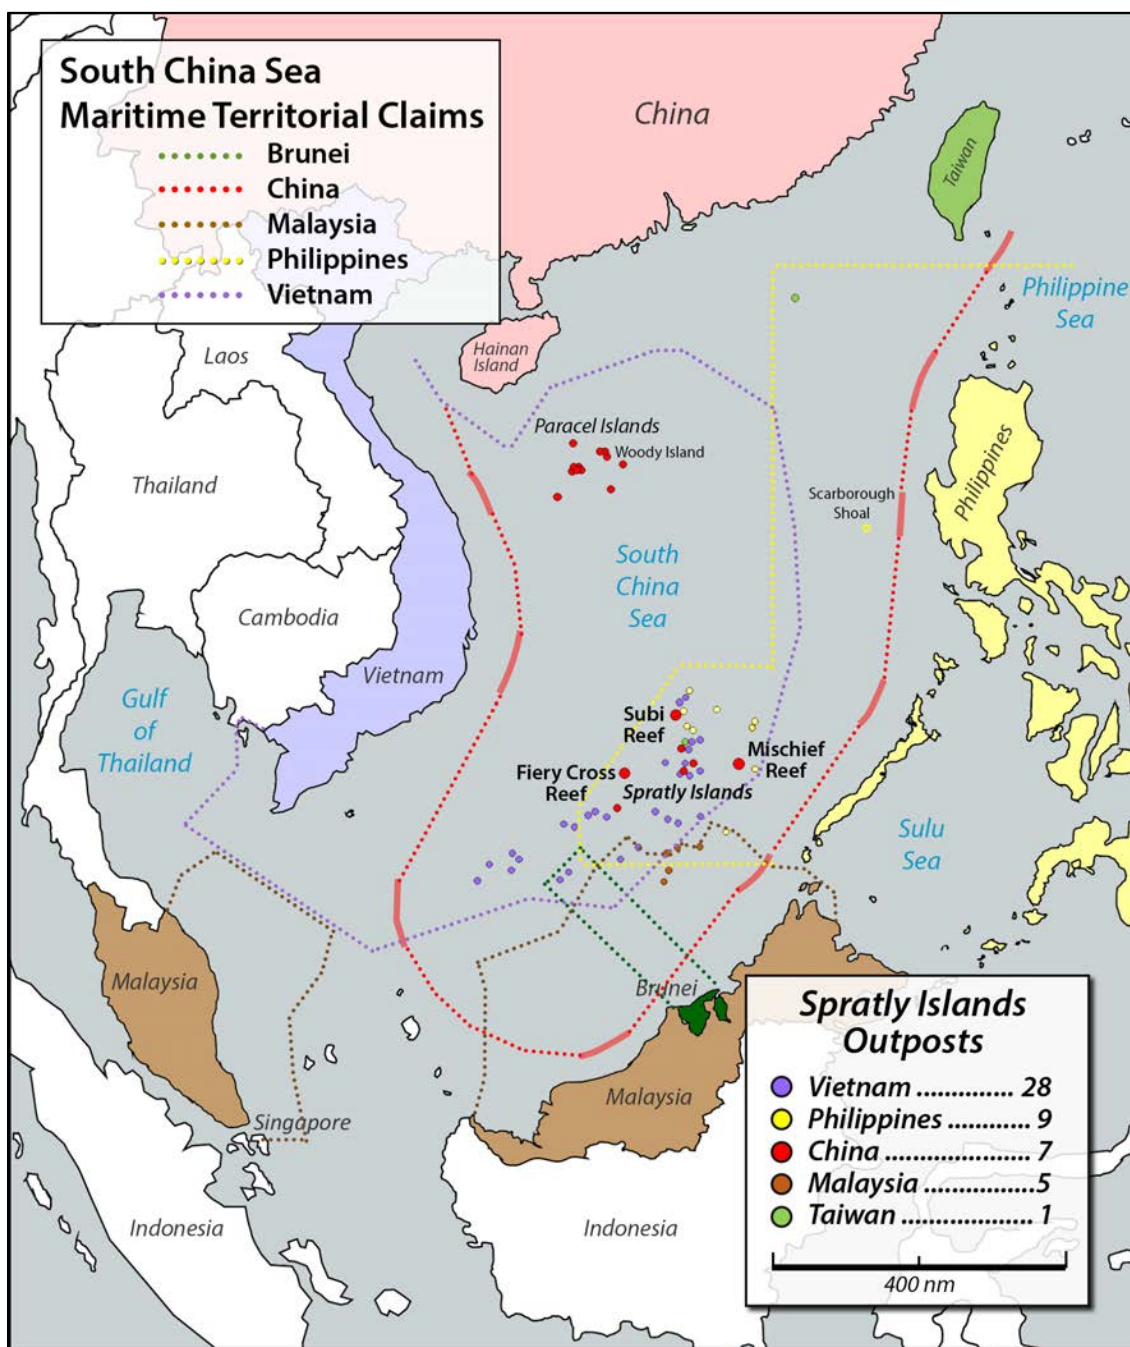 South China Sea
Maritime Territorial Claims
Brunei
China
Malaysia
Philippines
Vietnam
China
Taiwan
Philippine
Sea
Hainan
Island
Laos
Paracel Islands
Woody Island
Thailand
Scarborough
Shoal
Philippines
South
China
Sea
Cambodia
Vietnam
Gulf
of
Thailand
Subi
Reef
Mischief
Reef
Fiery Cross
Reef
Spratly Islands
Sulu
Sea
Malaysia
Brunei
Malaysia
Singapore
Indonesia
Indonesia
Spratly Islands
Outposts
Vietnam .............. 28
Philippines ........... 9
China ..................... 7
Malaysia ................5
Taiwan ................... 1
400 nm